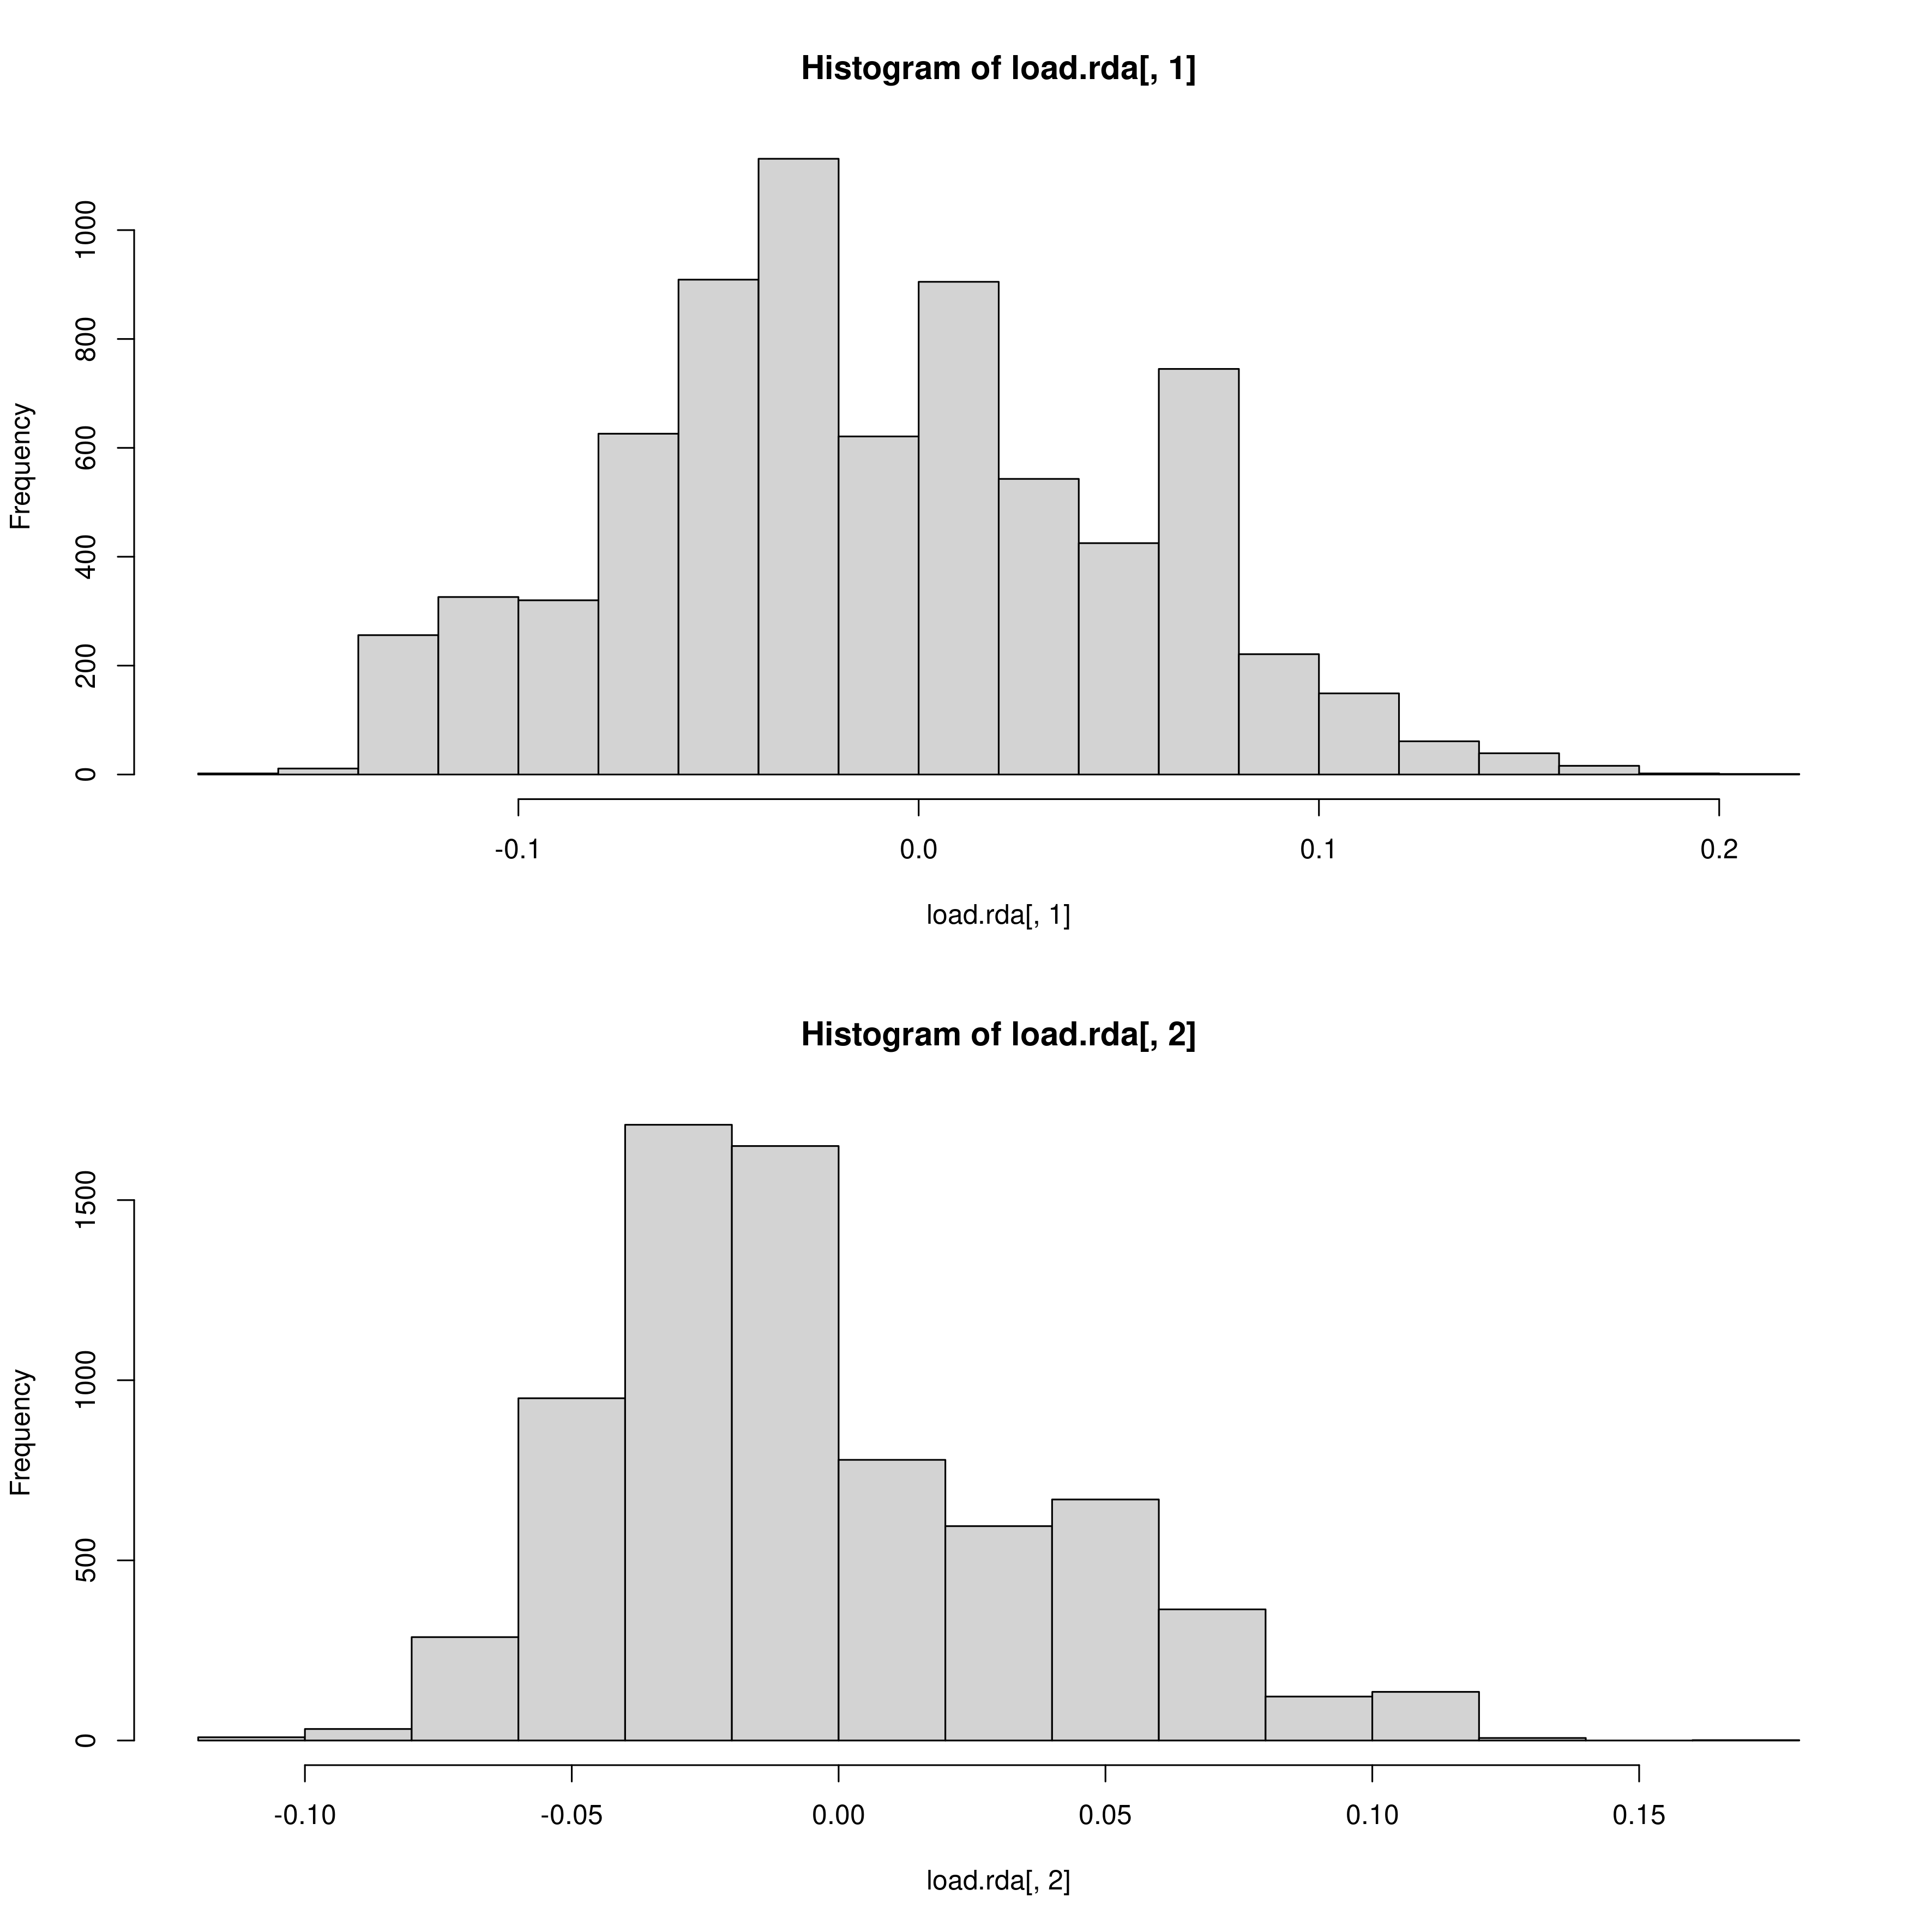 Histogram of load.rda[, 1]
Frequency
1000
800
600
400
200
0
-0.1 0.0 0.1 0.2
load.rda[, 1]
Histogram of load.rda[, 2]
Frequency
1500
1000
500
0
-0.10 -0.05 0.00 0.05 0.10 0.15
load.rda[, 2]